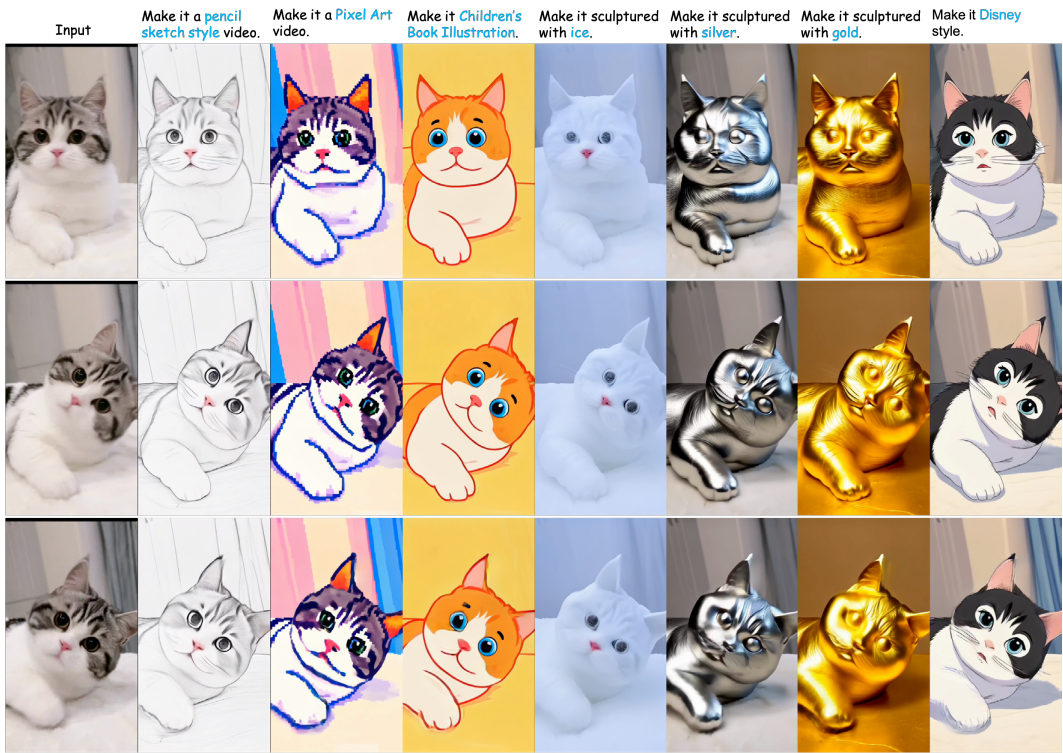 Input
Make it a pencil
sketch style video.
Make it a Pixel Art
video.
Make it Children's
Book Illustration.
Make it sculptured
with ice.
Make it sculptured
with silver.
Make it sculptured
with gold.
Make it Disney
style.